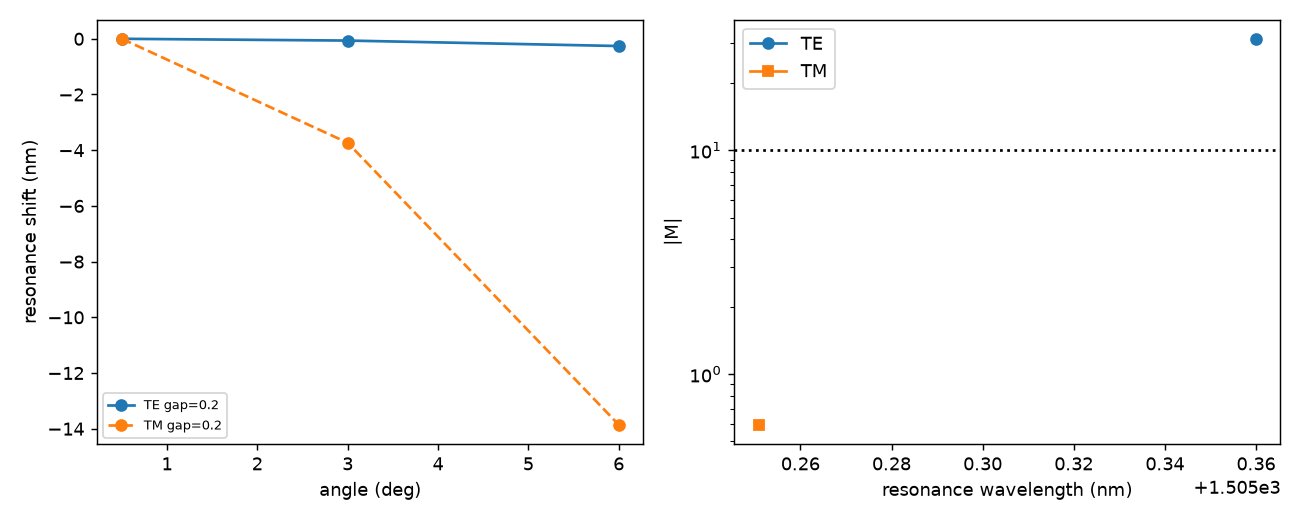 0
−2
−4
−6
−8
−10
−12
−14
resonance shift (nm)
TE gap=0.2
TM gap=0.2
1
2
3
4
5
6
angle (deg)
TE
TM
10¹
10⁰
|M|
0.26
0.28
0.30
0.32
0.34
0.36
resonance wavelength (nm)
+1.505e3